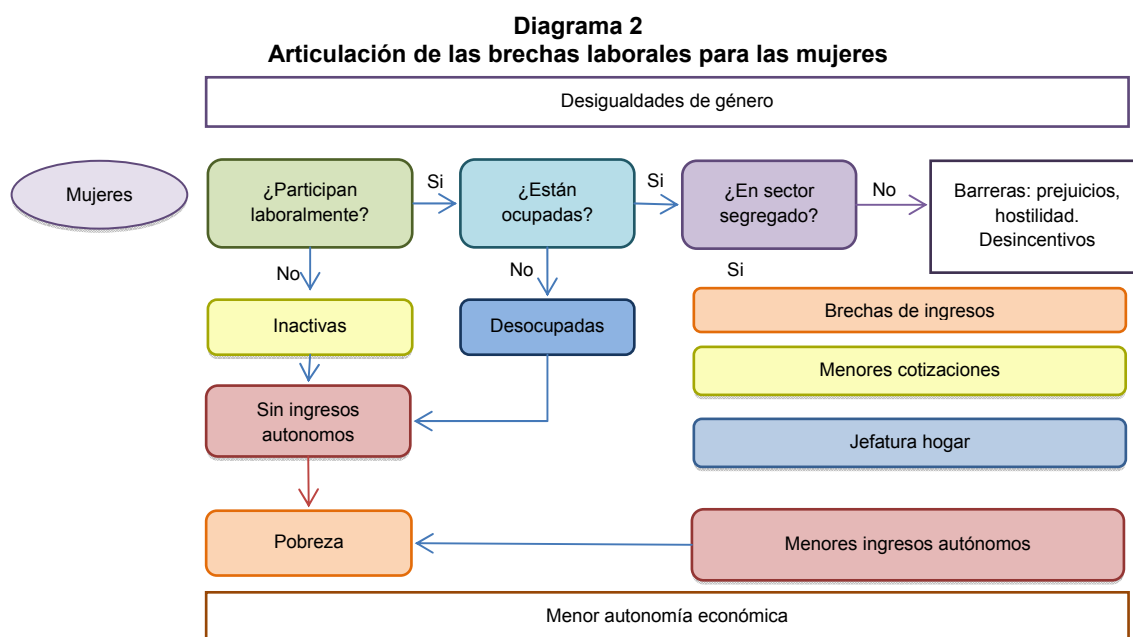 Diagrama 2
Articulación de las brechas laborales para las mujeres
Desigualdades de género
Mujeres
¿Participan
laboralmente?
Si
¿Están
ocupadas?
Si
¿En sector
segregado?
No
Barreras: prejuicios,
hostilidad.
Desincentivos
No
No
Si
Inactivas
Desocupadas
Brechas de ingresos
Menores cotizaciones
Sin ingresos
autonomos
Jefatura hogar
Pobreza
Menores ingresos autónomos
Menor autonomía económica